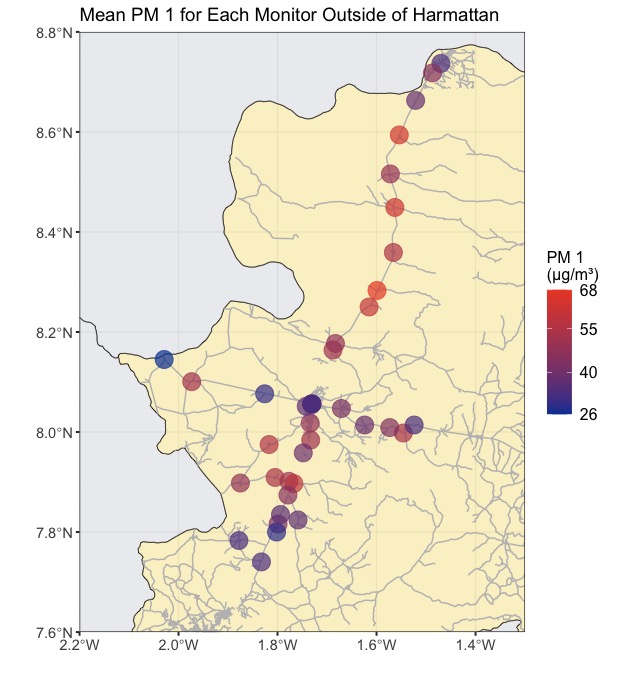 Mean PM 1 for Each Monitor Outside of Harmattan
8.8°N
8.6°N
8.4°N
8.2°N
8.0°N
7.8°N
7.6°N
2.2°W 2.0°W 1.8°W 1.6°W 1.4°W
PM 1
(μg/m³)
68
55
40
26